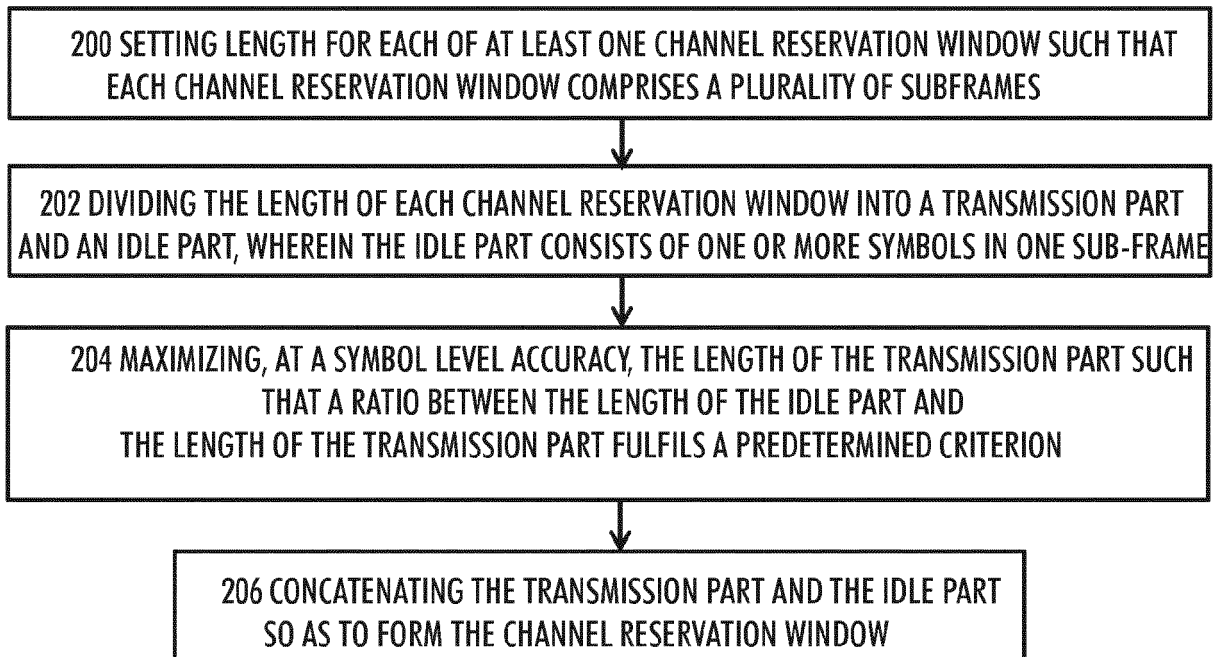 200 SETTING LENGTH FOR EACH OF AT LEAST ONE CHANNEL RESERVATION WINDOW SUCH THAT
EACH CHANNEL RESERVATION WINDOW COMPRISES A PLURALITY OF SUBFRAMES
202 DIVIDING THE LENGTH OF EACH CHANNEL RESERVATION WINDOW INTO A TRANSMISSION PART
AND AN IDLE PART, WHEREIN THE IDLE PART CONSISTS OF ONE OR MORE SYMBOLS IN ONE SUB-FRAME
204 MAXIMIZING, AT A SYMBOL LEVEL ACCURACY, THE LENGTH OF THE TRANSMISSION PART SUCH
THAT A RATIO BETWEEN THE LENGTH OF THE IDLE PART AND
THE LENGTH OF THE TRANSMISSION PART FULFILS A PREDETERMINED CRITERION
206 CONCATENATING THE TRANSMISSION PART AND THE IDLE PART
SO AS TO FORM THE CHANNEL RESERVATION WINDOW